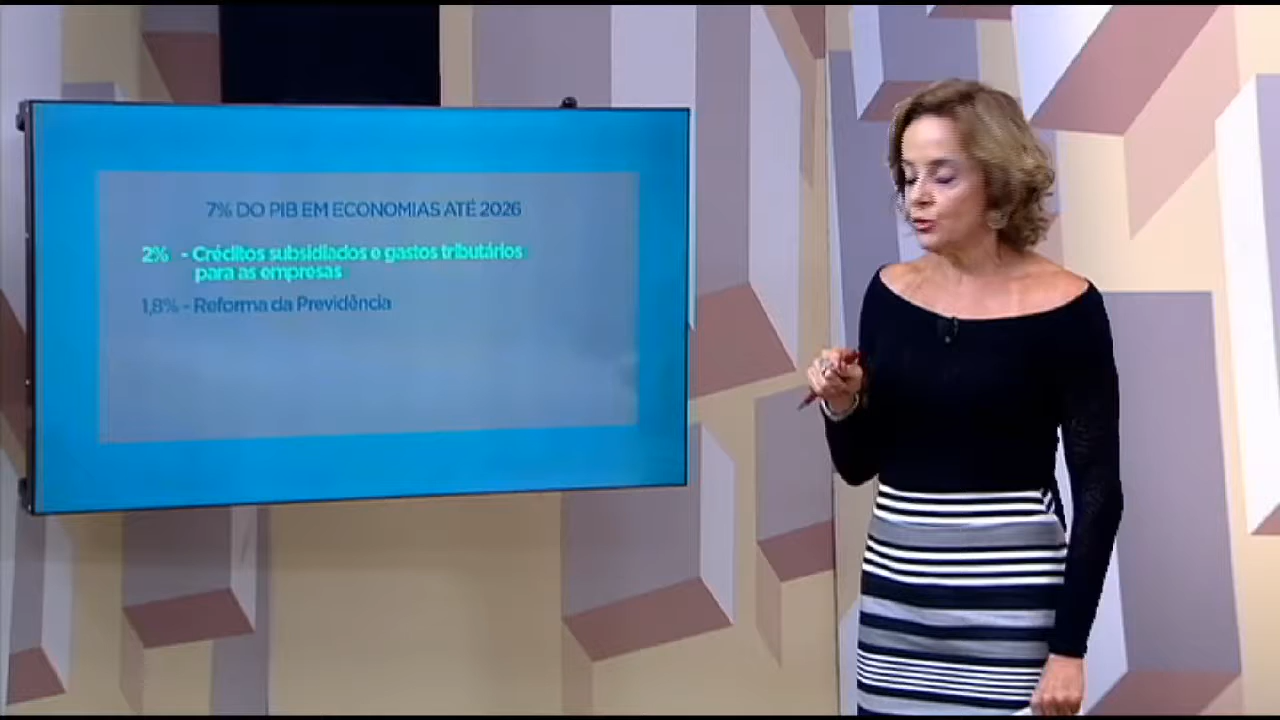 7% DO PIB EM ECONOMIAS ATÉ 2026
2% - Créditos subsidiados e gastos tributários
para as empresas
1,8% - Reforma da Previdência